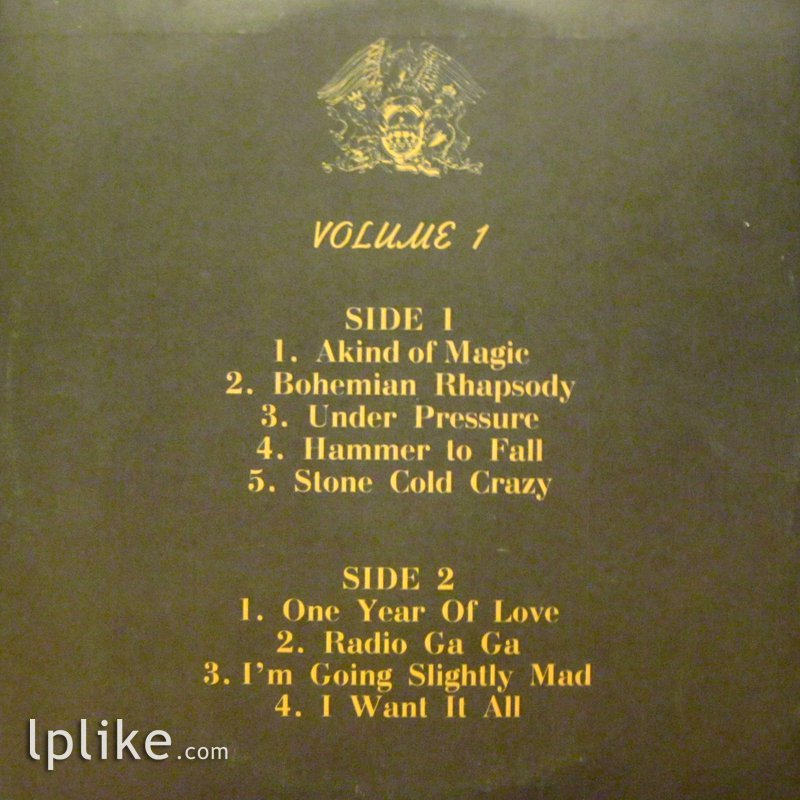 VOLUME 1
SIDE 1
1. Akind of Magic
2. Bohemian Rhapsody
3. Under Pressure
4. Hammer to Fall
5. Stone Cold Crazy
SIDE 2
1. One Year Of Love
2. Radio Ga Ga
3. I'm Going Slightly Mad
4. I Want It All
lplike.com